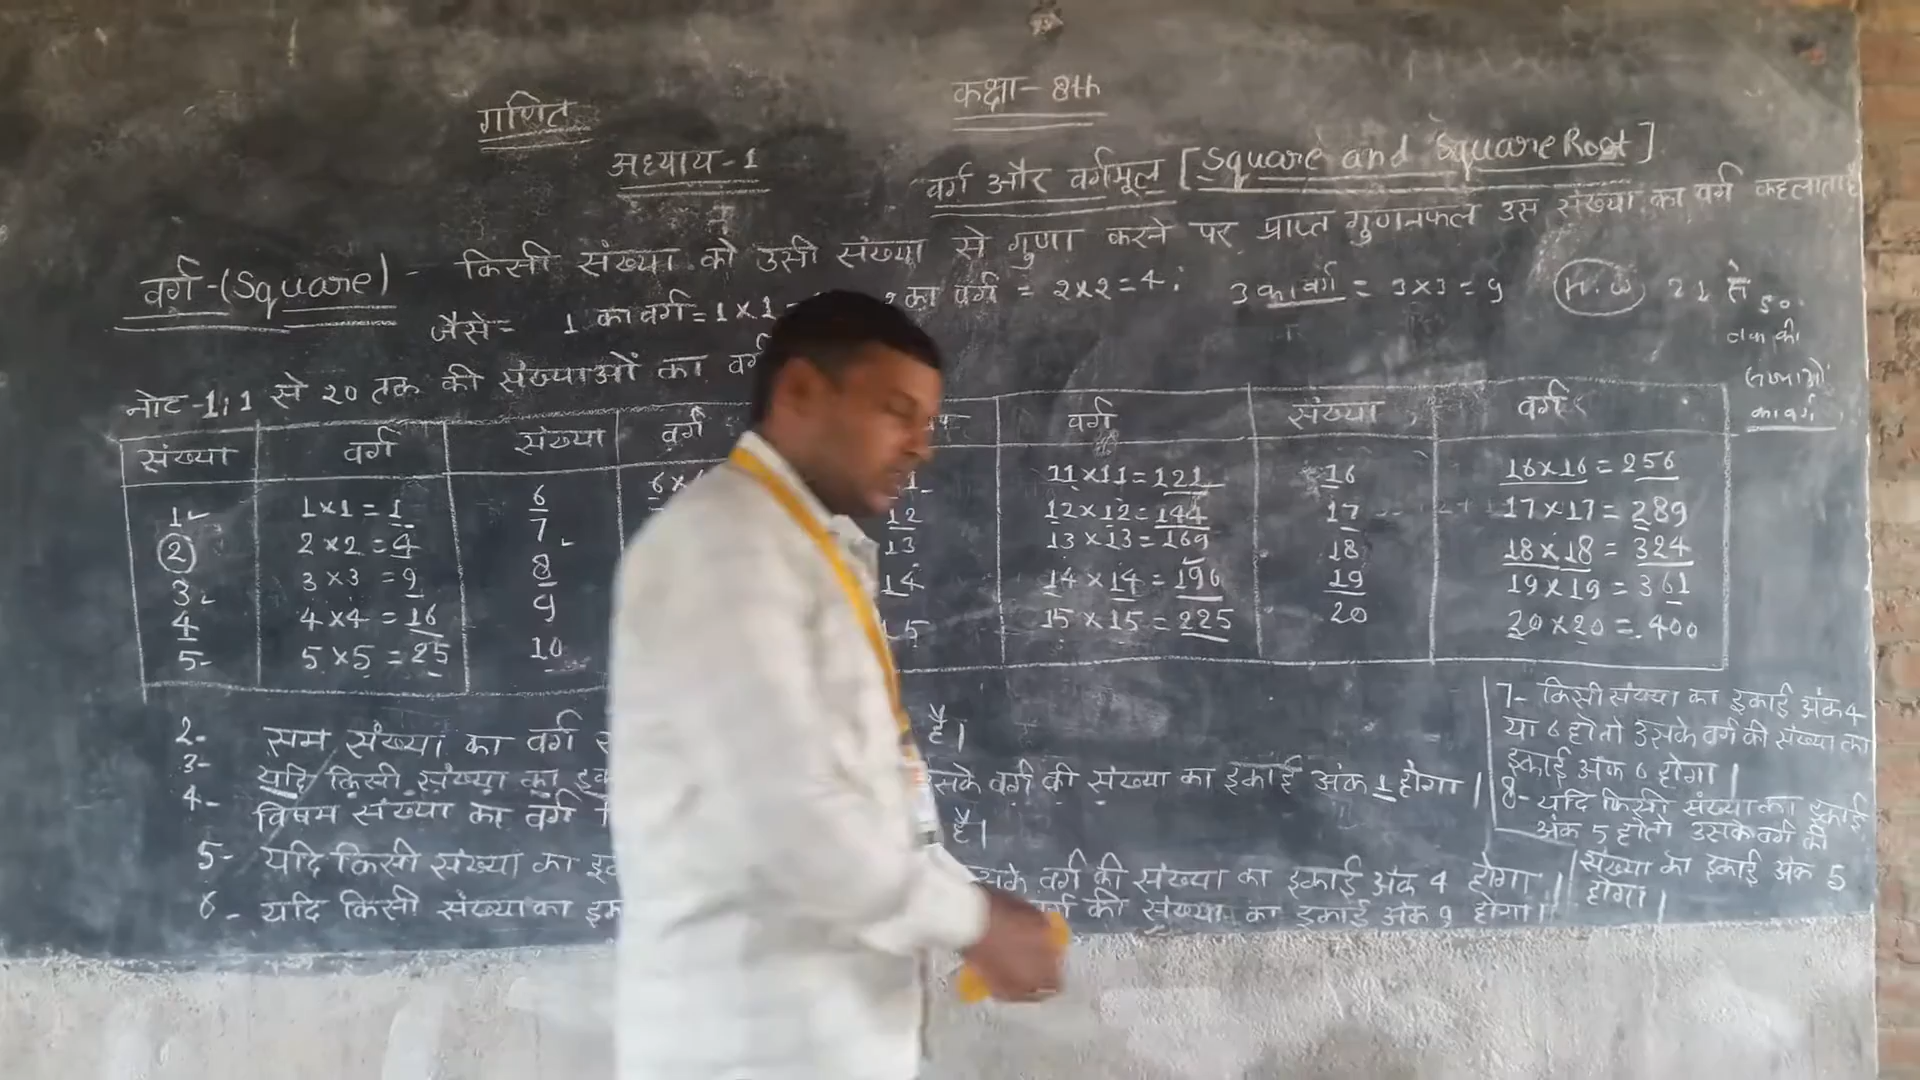 गणित
कक्षा- 8th
अध्याय-1
वर्ग और वर्गमूल [Square and Square Root]
वर्ग-(Square) - किसी संख्या को उसी संख्या से गुणा करने पर प्राप्त गुणनफल उस संख्या का वर्ग कहलाता है
जैसे= 1 का वर्ग=1×1 का वर्ग = 2×2=4; 3 का वर्ग = 3×3=9 H.W 21 से 50
तक की
संख्याओं
का वर्ग
नोट-1; 1 से 20 तक की संख्याओं का वर्ग
संख्या वर्ग संख्या वर्ग वर्ग संख्या वर्ग
1 1×1=1 6 6× 11×11=121 16 16×16=256
2 2×2=4 7 12 12×12=144 17 17×17=289
3 3×3=9 8 13 13×13=169 18 18×18=324
4 4×4=16 9 14 14×14=196 19 19×19=361
5- 5×5=25 10 15×15=225 20 20×20=400
2- सम संख्या का वर्ग है।
3- यदि किसी संख्या का उसके वर्ग की संख्या का इकाई अंक 1 होगा।
4- विषम संख्या का वर्ग है।
5- यदि किसी संख्या का वर्ग की संख्या का इकाई अंक 4 होगा।
6- यदि किसी संख्या का वर्ग की संख्या का इकाई अंक 9 होगा।
7- किसी संख्या का इकाई अंक 4
या 6 हो तो उसके वर्ग की संख्या का
इकाई अंक 6 होगा।
8- यदि किसी संख्या का इकाई
अंक 5 हो तो उसके वर्ग की
संख्या का इकाई अंक 5
होगा।